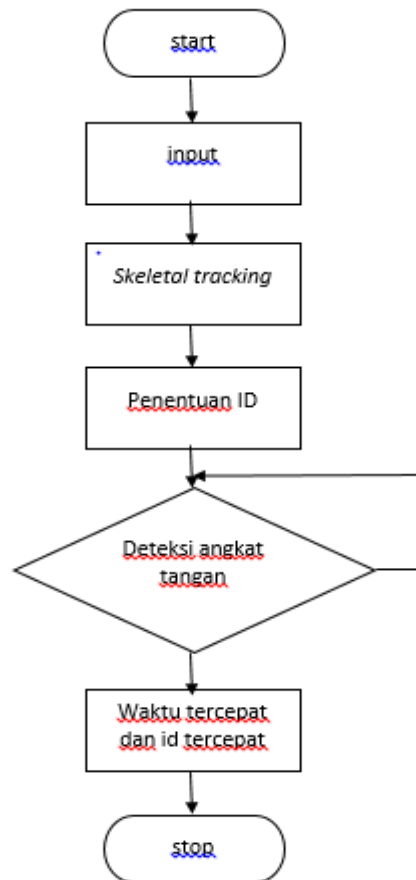 start
input
Skeletal tracking
Penentuan ID
Deteksi angkat
tangan
Waktu tercepat
dan id tercepat
stop